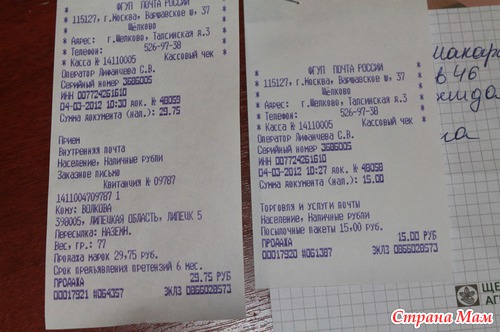 ФГУП ПОЧТА РОССИИ
* 115127, г.Москва, Варшавское ш, 37
Щёлково
* Адрес: г.Щелково, Талсинская я.3 *
* Телефон: 526-97-38 *
* Касса № 14110005 Кассовый чек *
Оператор Лифанчева С.В.
Серийный номер 3686005
ИНН 007724261610
04-03-2012 10:30 док. № 48059
Сумма документа (нал.): 29.75
Прием
Внутренняя почта
Население, Наличные рубли
Заказное письмо
Квитанция № 09787
1411004709787 1
Кому: ВОЛКОВА
398005, ЛИПЕЦКАЯ ОБЛАСТЬ, ЛИПЕЦК 5
Пересылка: НАЗЕМН.
Вес, гр.: 77
Продажа марок 29,75 руб.
Срок предъявления претензий 6 мес.
ПРОДАЖА 29.75 РУБ
00017921 #064357 ЭКЛЗ 0866028573
* ФГУП ПОЧТА РОССИИ *
* 115127, г.Москва, Варшавское ш, 37
Щёлково
* Адрес: г.Щелково, Талсинская я.3
* Телефон: 526-97-38 *
* Касса № 14110005 Кассовый чек *
Оператор Лифанчева С.В.
Серийный номер 3686005
ИНН 007724261610
04-03-2012 10:27 док. № 48058
Сумма документа (нал.): 15.00
Торговля и услуги почты
Население, Наличные рубли
Посылочные пакеты 15,00 руб.
ПРОДАЖА 15.00 РУБ
00017920 #061387 ЭКЛЗ 0866028573
в 46
ЩЕ
АГ
Страна Мам